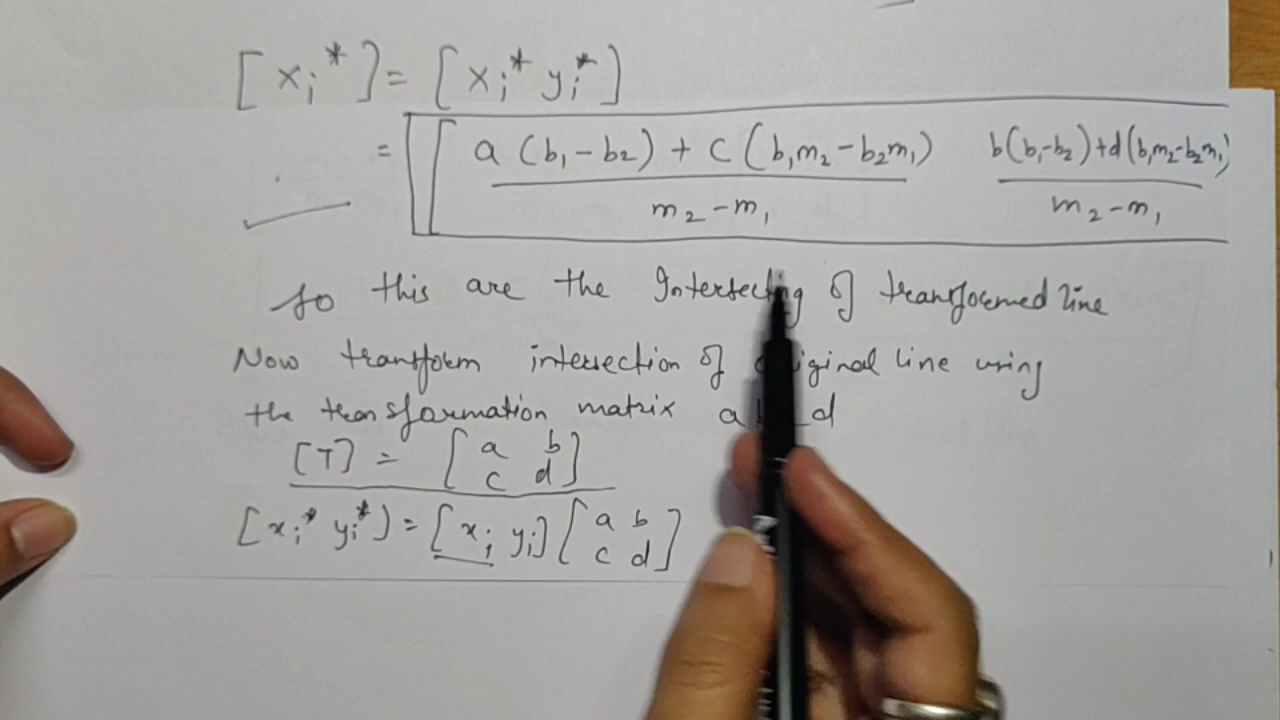 [xᵢ*] = [xᵢ* yᵢ*]
= [ a (b₁ - b₂) + c (b₁m₂ - b₂m₁) / m₂ - m₁   b(b₁-b₂)+d(b₁m₂-b₂m₁) / m₂ - m₁
so this are the Intersecting of transformed line
Now transform intersection of original line using
the transformation matrix a d
[T] = [a b
c d]
[xᵢ* yᵢ*] = [xᵢ yᵢ] [a b
c d]